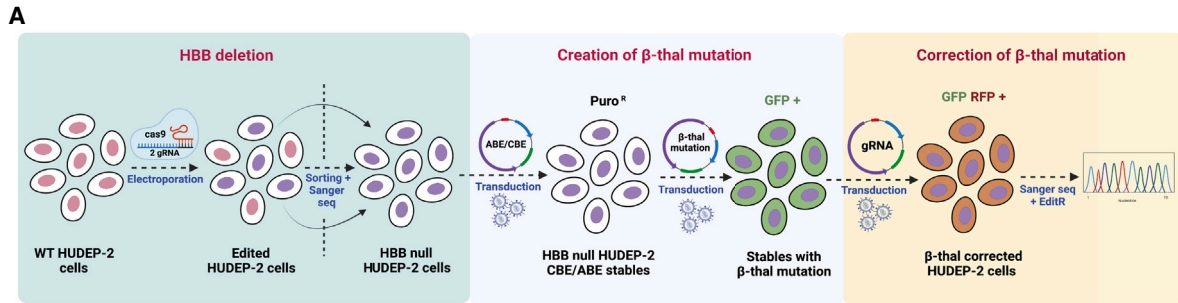 A
HBB deletion
Creation of β-thal mutation
Correction of β-thal mutation
cas9
2 gRNA
Electroporation
Sorting +
Sanger
seq
ABE/CBE
Transduction
Puro R
β-thal
mutation
Transduction
GFP +
gRNA
Transduction
GFP RFP +
Sanger seq
+ EditR
WT HUDEP-2
cells
Edited
HUDEP-2 cells
HBB null
HUDEP-2 cells
HBB null HUDEP-2
CBE/ABE stables
Stables with
β-thal mutation
β-thal corrected
HUDEP-2 cells